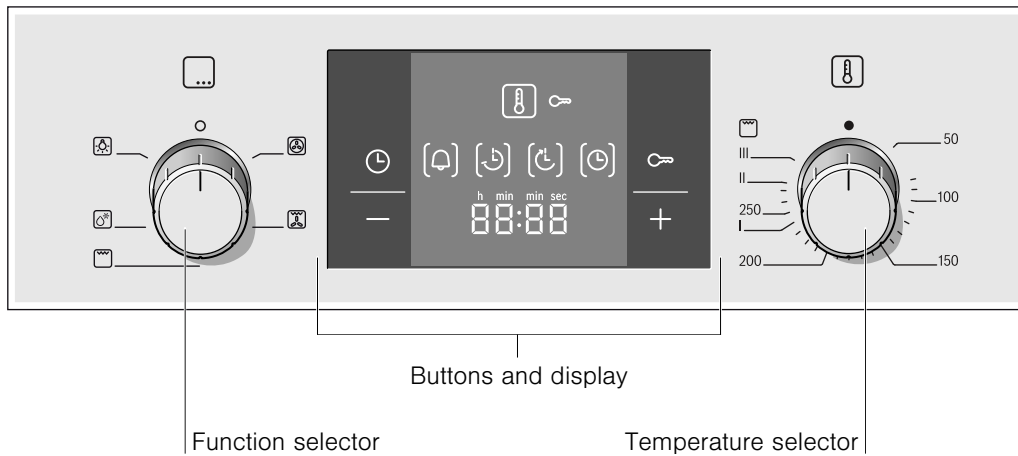 50
III
II
100
h min min sec
88:88
250
I
200
150
Buttons and display
Function selector
Temperature selector